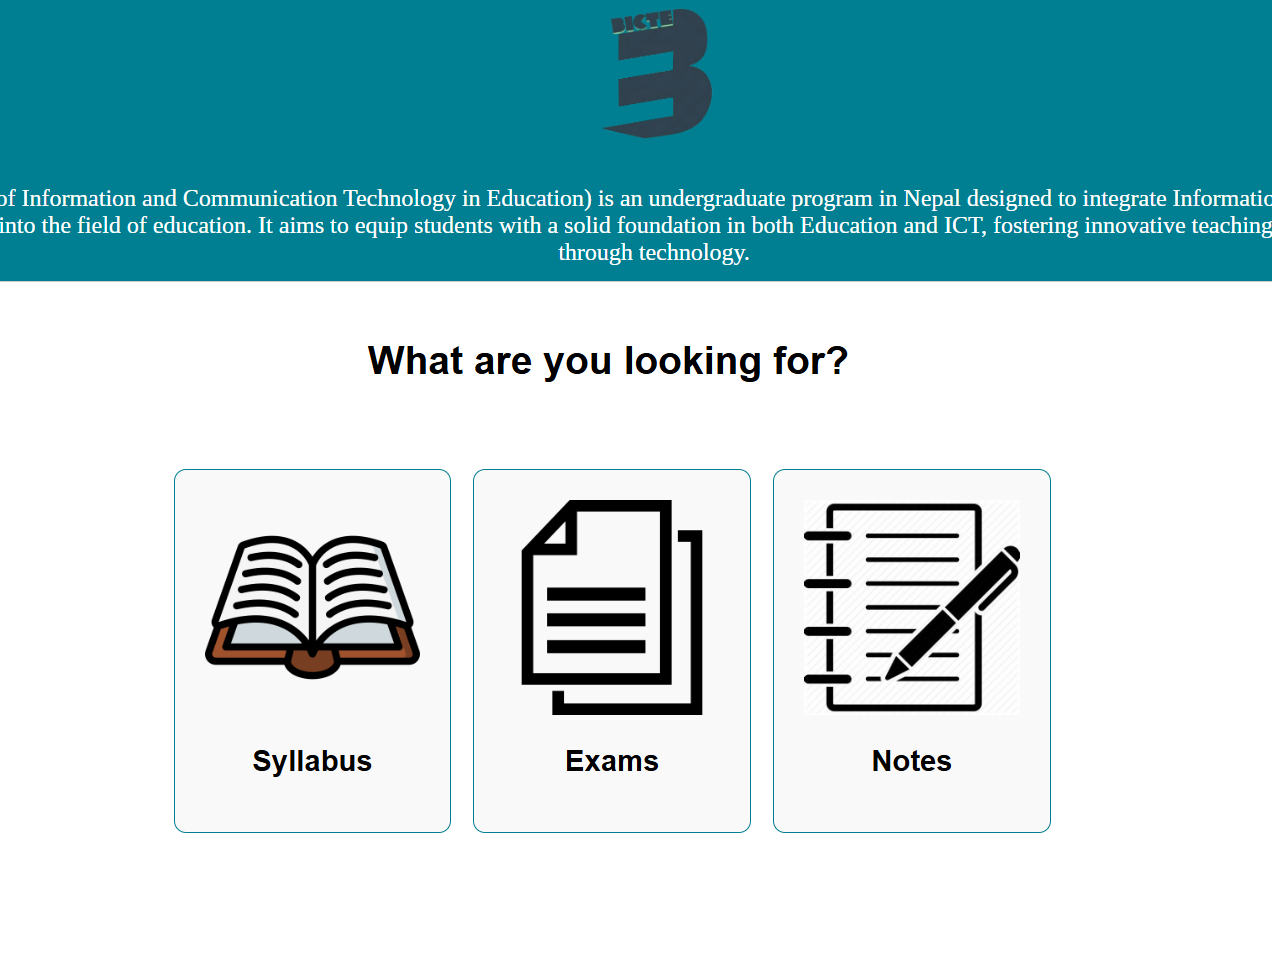 BICTE
of Information and Communication Technology in Education) is an undergraduate program in Nepal designed to integrate
into the field of education. It aims to equip students with a solid foundation in both Education and ICT, fostering innovative teaching
through technology.
What are you looking for?
Syllabus
Exams
Notes